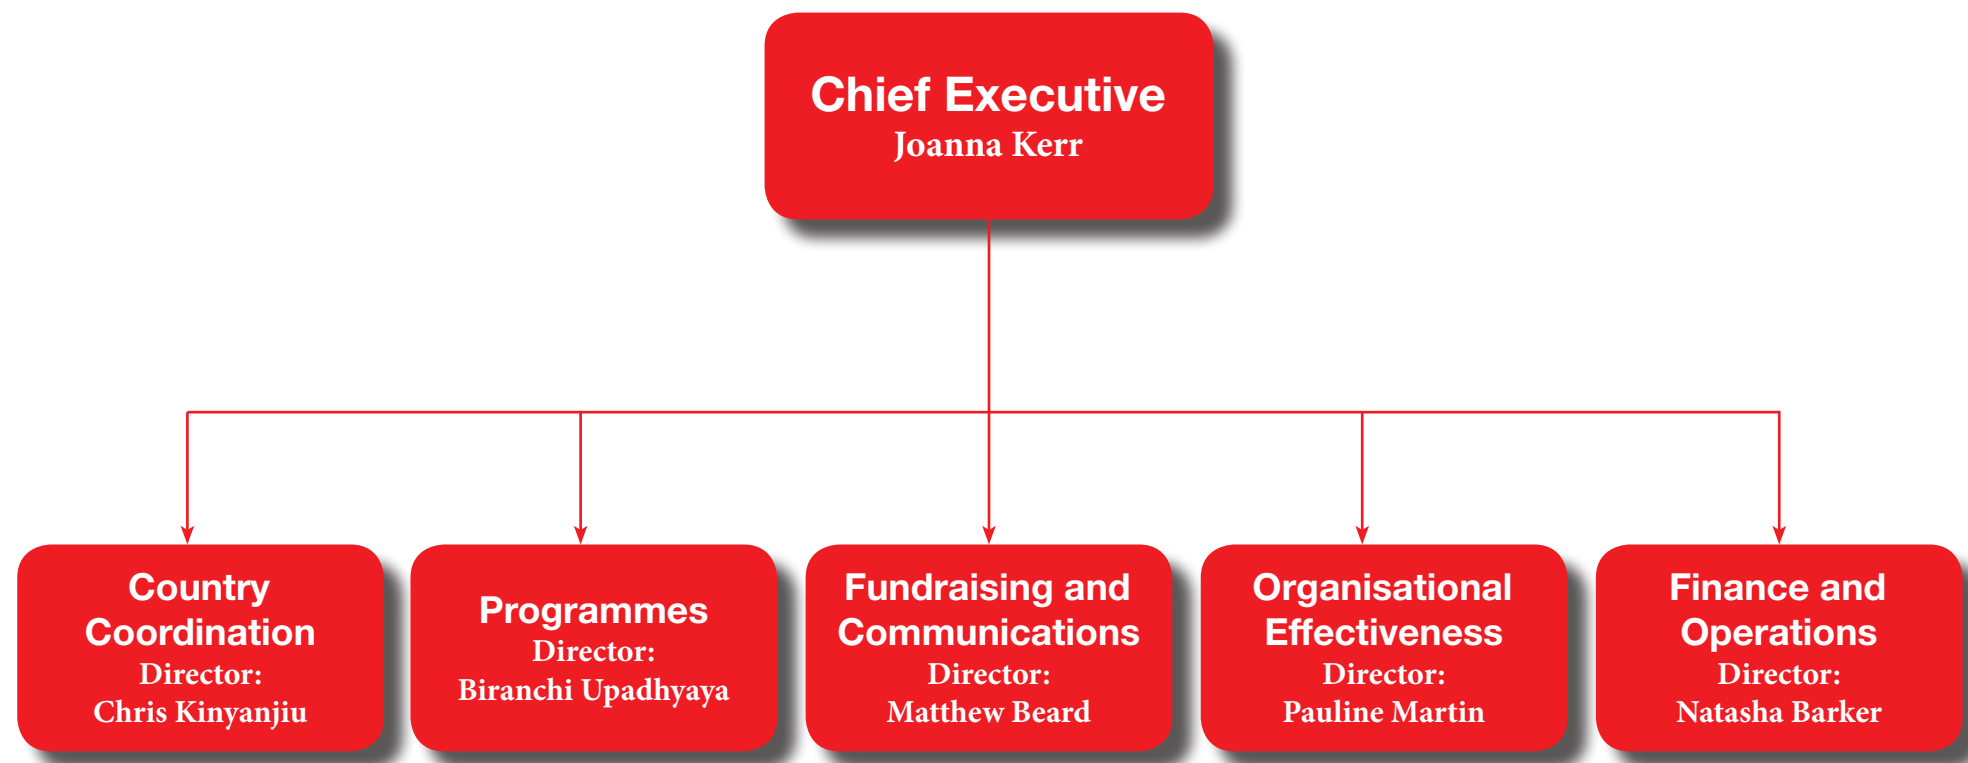 Chief Executive
Joanna Kerr
Country
Coordination
Director:
Chris Kinyanjiu
Programmes
Director:
Biranchi Upadhyaya
Fundraising and
Communications
Director:
Matthew Beard
Organisational
Effectiveness
Director:
Pauline Martin
Finance and
Operations
Director:
Natasha Barker